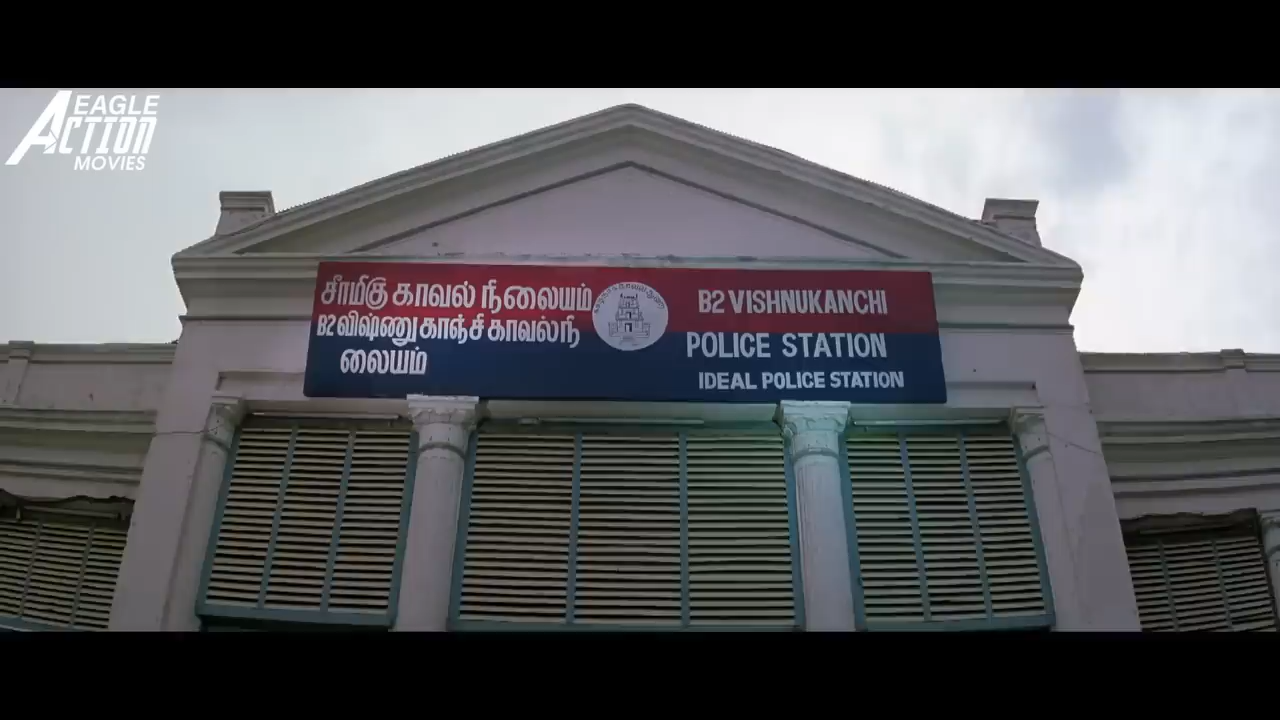 EAGLE
ACTION
MOVIES
சீர்மிகு காவல் நிலையம்
B2 விஷ்ணு காஞ்சி காவல் நி
லையம்
B2 VISHNUKANCHI
POLICE STATION
IDEAL POLICE STATION